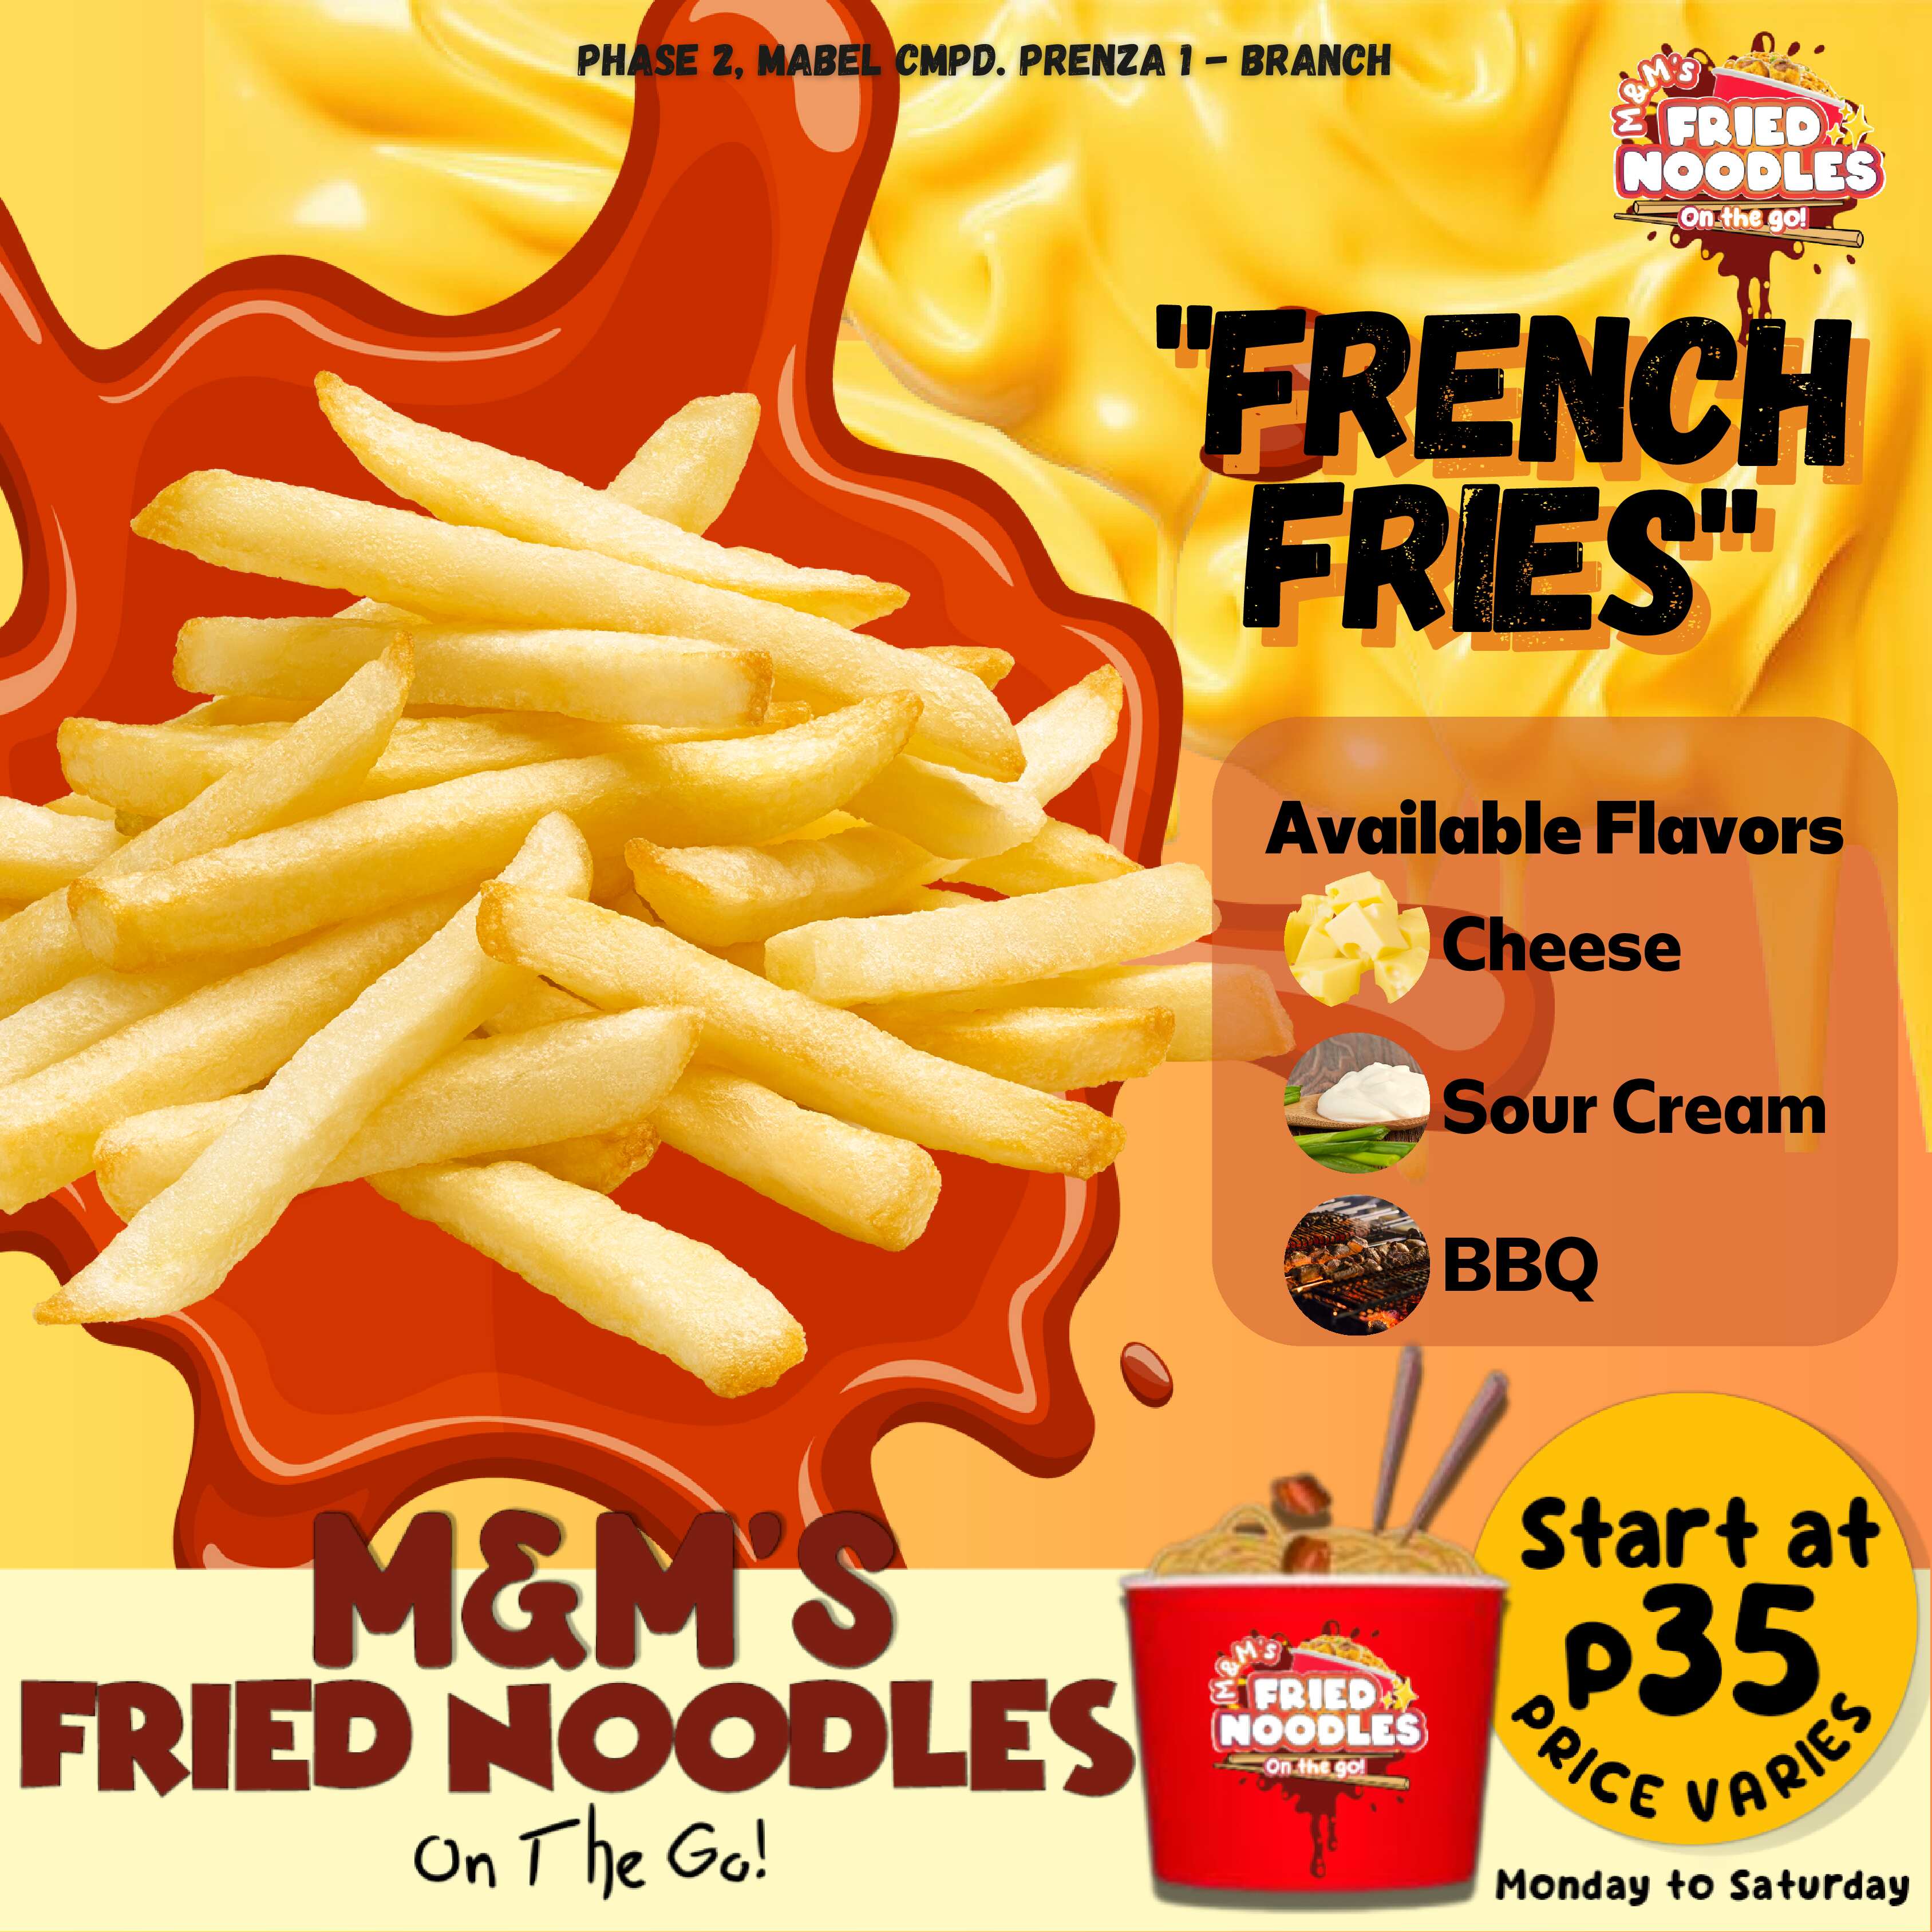 PHASE 2, MABEL CMPD. PRENZA 1 - BRANCH
M&M's
FRIED
NOODLES
On the go!
"FRENCH
FRIES"
Available Flavors
Cheese
Sour Cream
BBQ
M&M'S
FRIED NOODLES
On The Go!
M&M's
FRIED
NOODLES
On the go!
Start at
P35
PRICE VARIES
Monday to Saturday